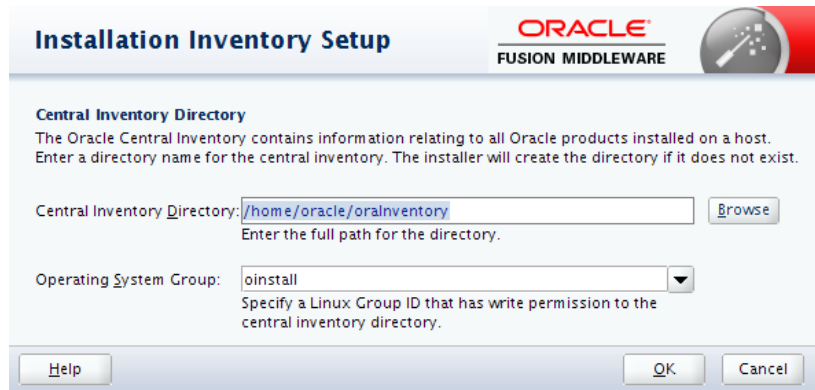 Installation Inventory Setup
ORACLE
FUSION MIDDLEWARE
Central Inventory Directory
The Oracle Central Inventory contains information relating to all Oracle products installed on a host.
Enter a directory name for the central inventory. The installer will create the directory if it does not exist.
Central Inventory Directory: /home/oracle/oraInventory Browse
Enter the full path for the directory.
Operating System Group: oinstall
Specify a Linux Group ID that has write permission to the
central inventory directory.
Help OK Cancel